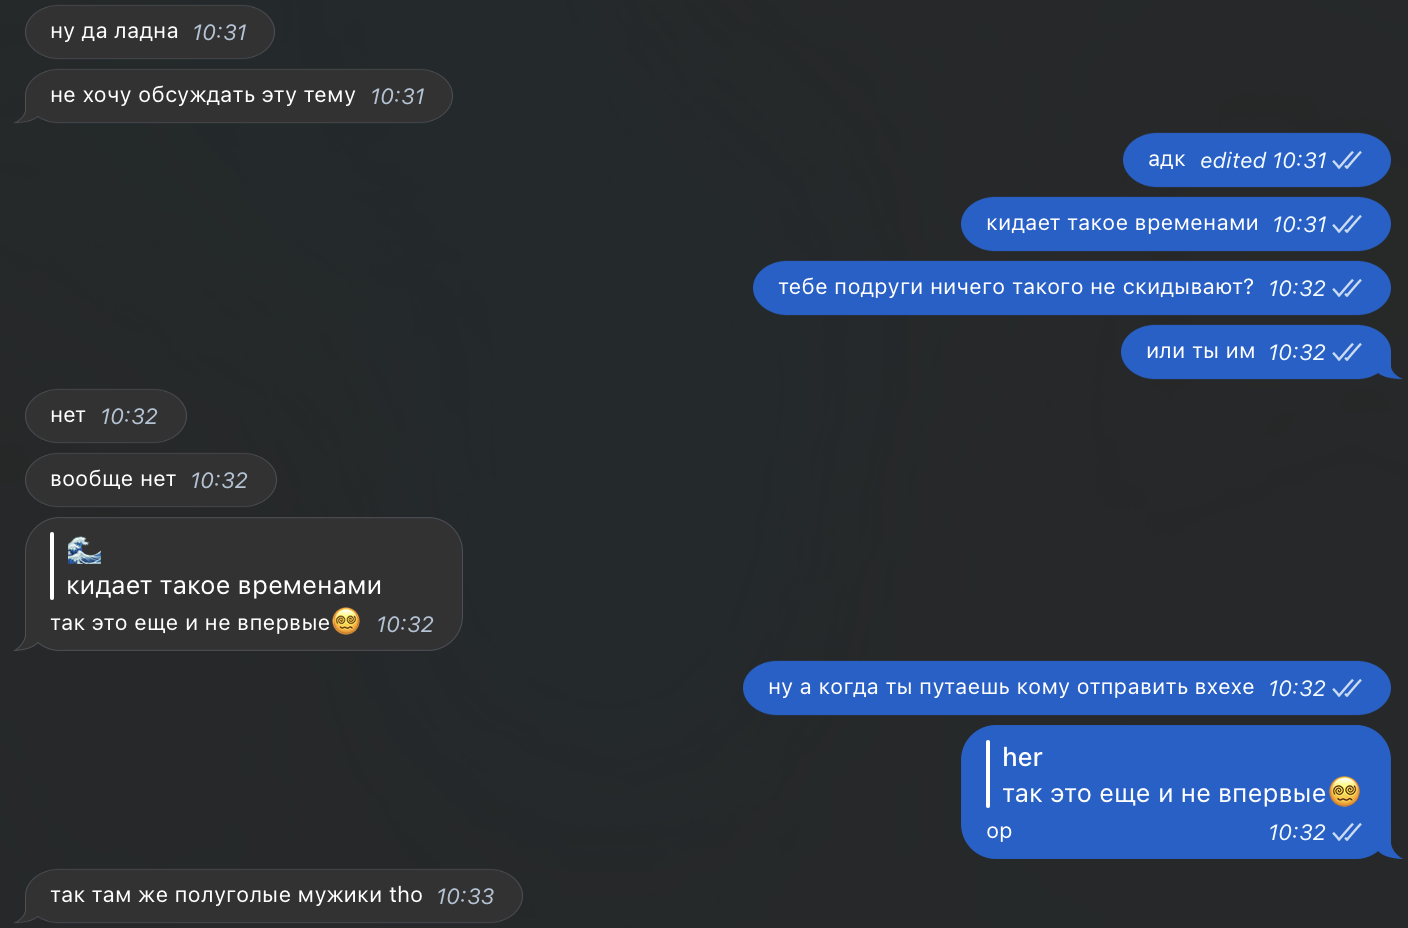 ну да ладна 10:31
не хочу обсуждать эту тему 10:31
адк edited 10:31
кидает такое временами 10:31
тебе подруги ничего такого не скидывают? 10:32
или ты им 10:32
нет 10:32
вообще нет 10:32
🌊
кидает такое временами
так это еще и не впервые😵‍💫 10:32
ну а когда ты путаешь кому отправить вхехе 10:32
her
так это еще и не впервые😵‍💫
ор 10:32
так там же полуголые мужики tho 10:33